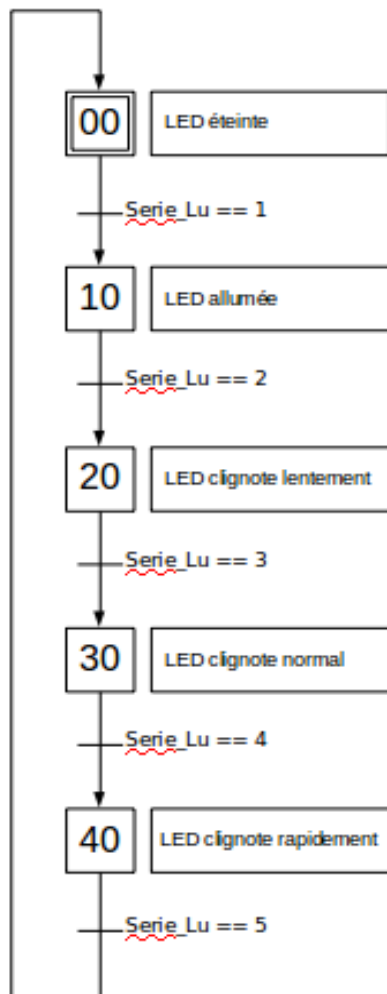 00 LED éteinte
Serie_Lu == 1
10 LED allumée
Serie_Lu == 2
20 LED clignote lentement
Serie_Lu == 3
30 LED clignote normal
Serie_Lu == 4
40 LED clignote rapidement
Serie_Lu == 5